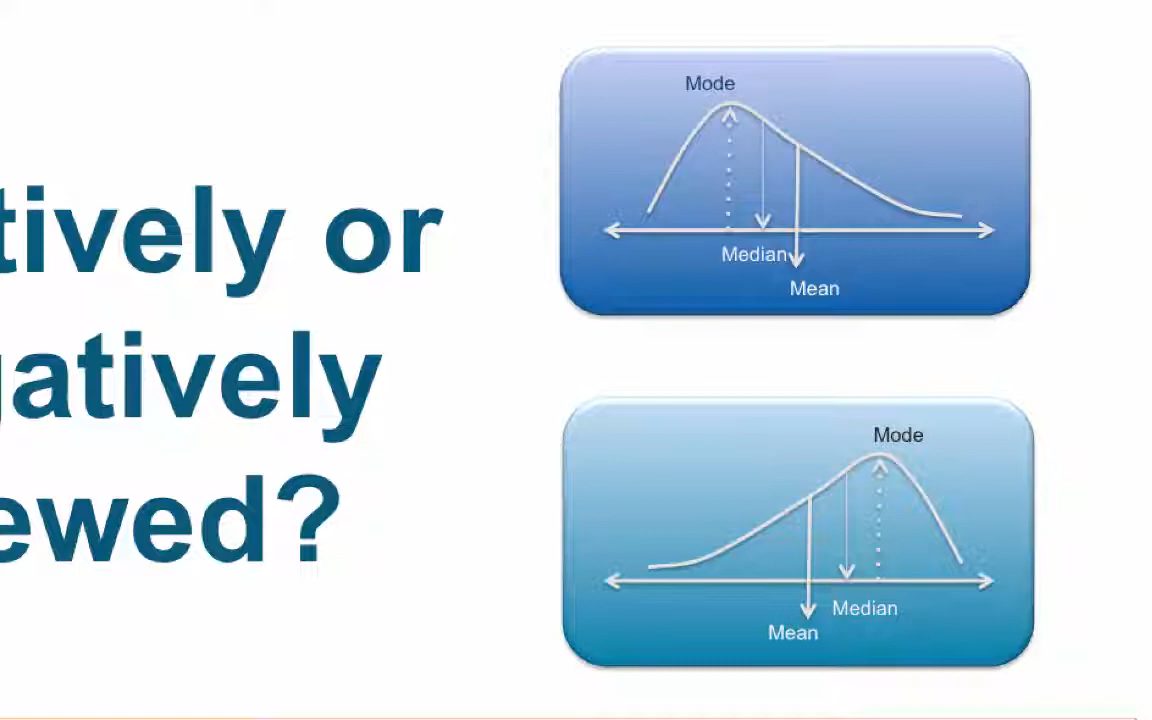 tively or
gatively
ewed?
Mode
Median
Mean
Mode
Median
Mean